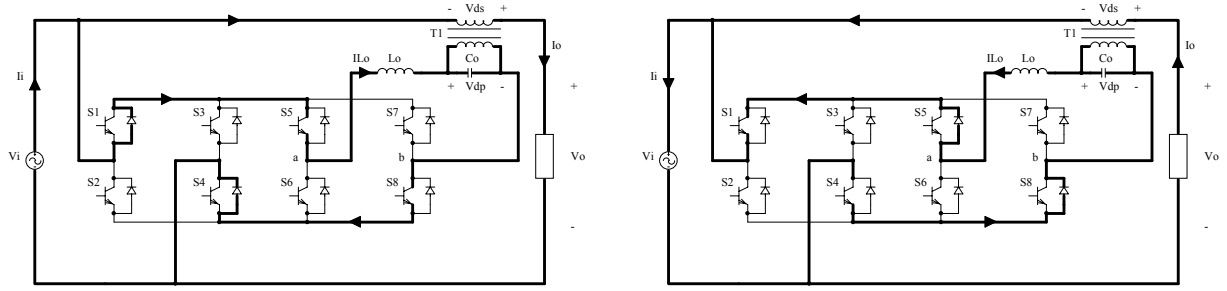 - Vds +
T1
Io
ILo Lo Co
Ii
+ Vdp -
S1 S3 S5 S7
+
Vi a b Vo
S2 S4 S6 S8
-
- Vds +
T1
Io
ILo Lo Co
Ii
+ Vdp -
S1 S3 S5 S7
+
Vi a b Vo
S2 S4 S6 S8
-